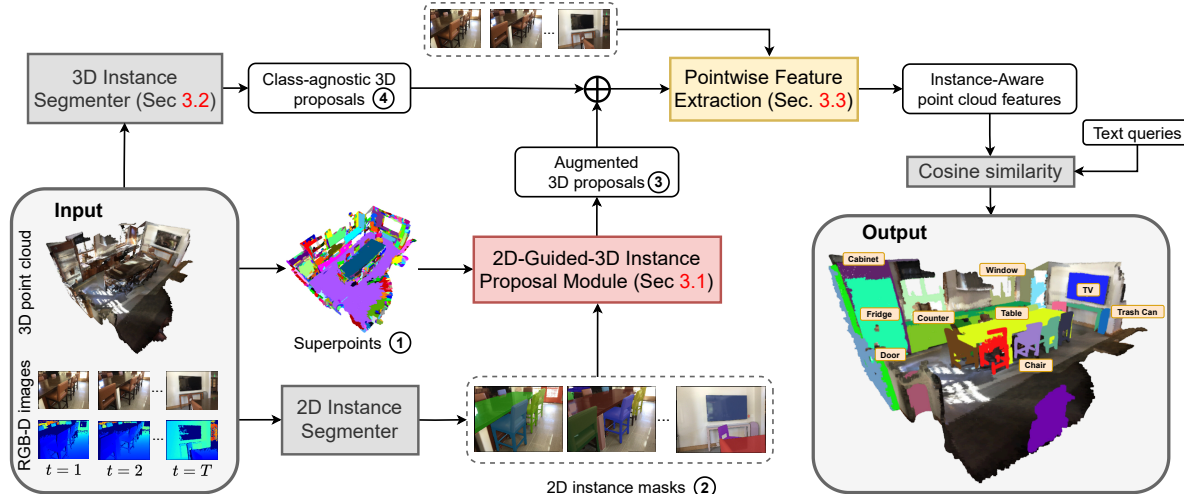 3D Instance
Segmenter (Sec 3.2)
Class-agnostic 3D
proposals ④
...
Pointwise Feature
Extraction (Sec. 3.3)
Instance-Aware
point cloud features
Text queries
Cosine similarity
Augmented
3D proposals ③
Input
3D point cloud
RGB-D images
...
...
t = 1
t = 2
t = T
Superpoints ①
2D-Guided-3D Instance
Proposal Module (Sec 3.1)
2D Instance
Segmenter
...
2D instance masks ②
Output
Cabinet
Window
TV
Fridge
Counter
Table
Trash Can
Door
Chair